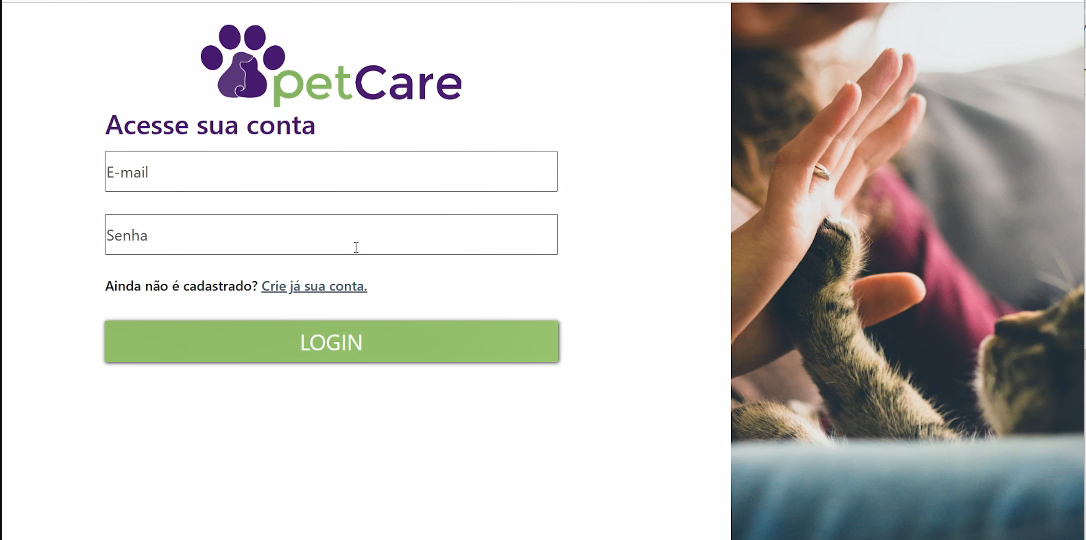 petCare
Acesse sua conta
E-mail
Senha
Ainda não é cadastrado? Crie já sua conta.
LOGIN